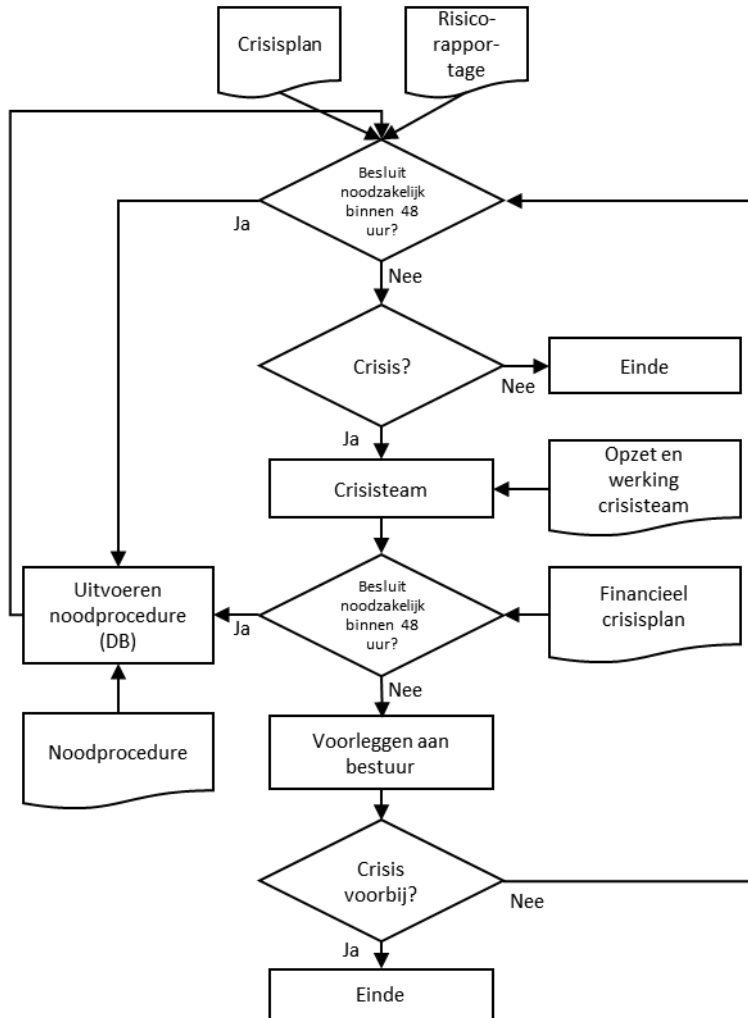 Crisisplan
Risico-
rappor-
tage
Besluit
noodzakelijk
binnen 48
uur?
Ja
Nee
Crisis?
Nee
Einde
Ja
Crisisteam
Opzet en
werking
crisisteam
Uitvoeren
noodprocedure
(DB)
Ja
Besluit
noodzakelijk
binnen 48
uur?
Financieel
crisisplan
Nee
Noodprocedure
Voorleggen aan
bestuur
Crisis
voorbij?
Nee
Ja
Einde